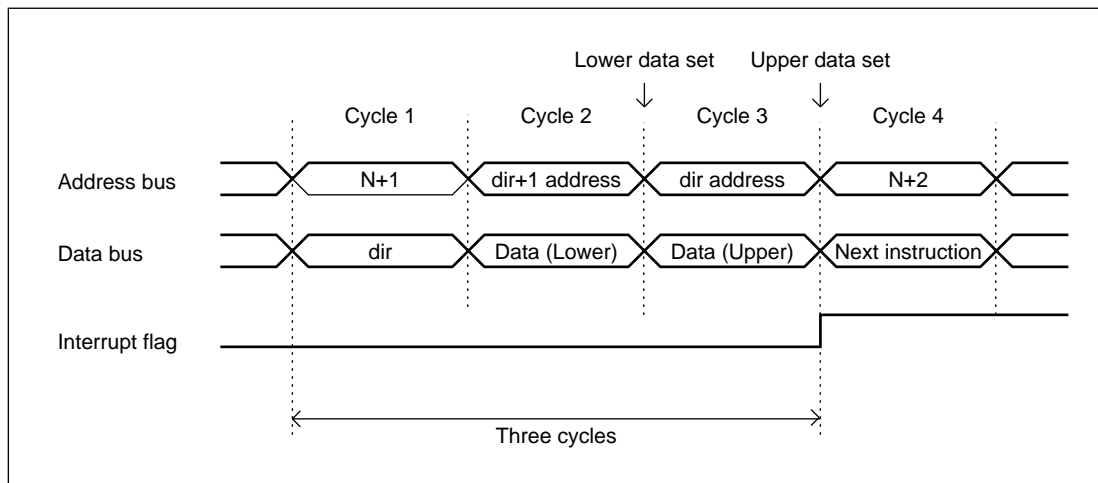 Lower data set Upper data set
Cycle 1 Cycle 2 Cycle 3 Cycle 4
Address bus N+1 dir+1 address dir address N+2
Data bus dir Data (Lower) Data (Upper) Next instruction
Interrupt flag
Three cycles